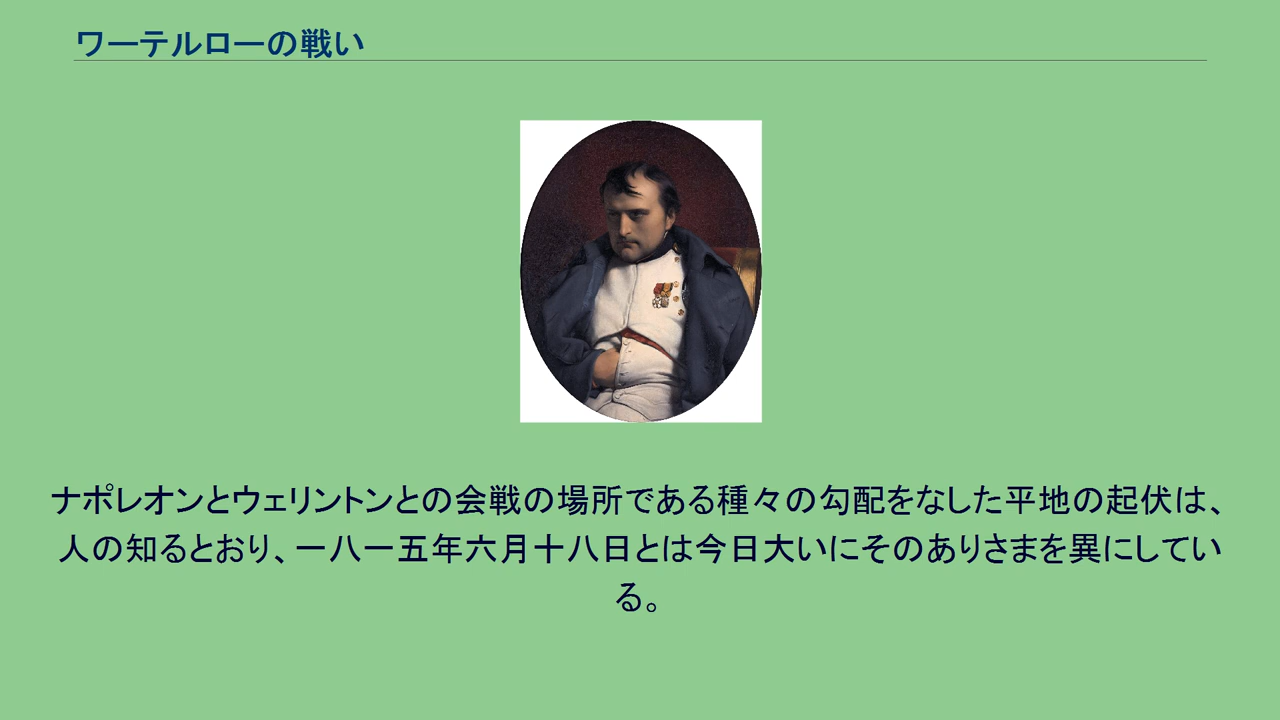 ワーテルローの戦い
ナポレオンとウェリントンとの会戦の場所である種々の勾配をなした平地の起伏は、
人の知るとおり、一八一五年六月十八日とは今日大いにそのありさまを異にしてい
る。